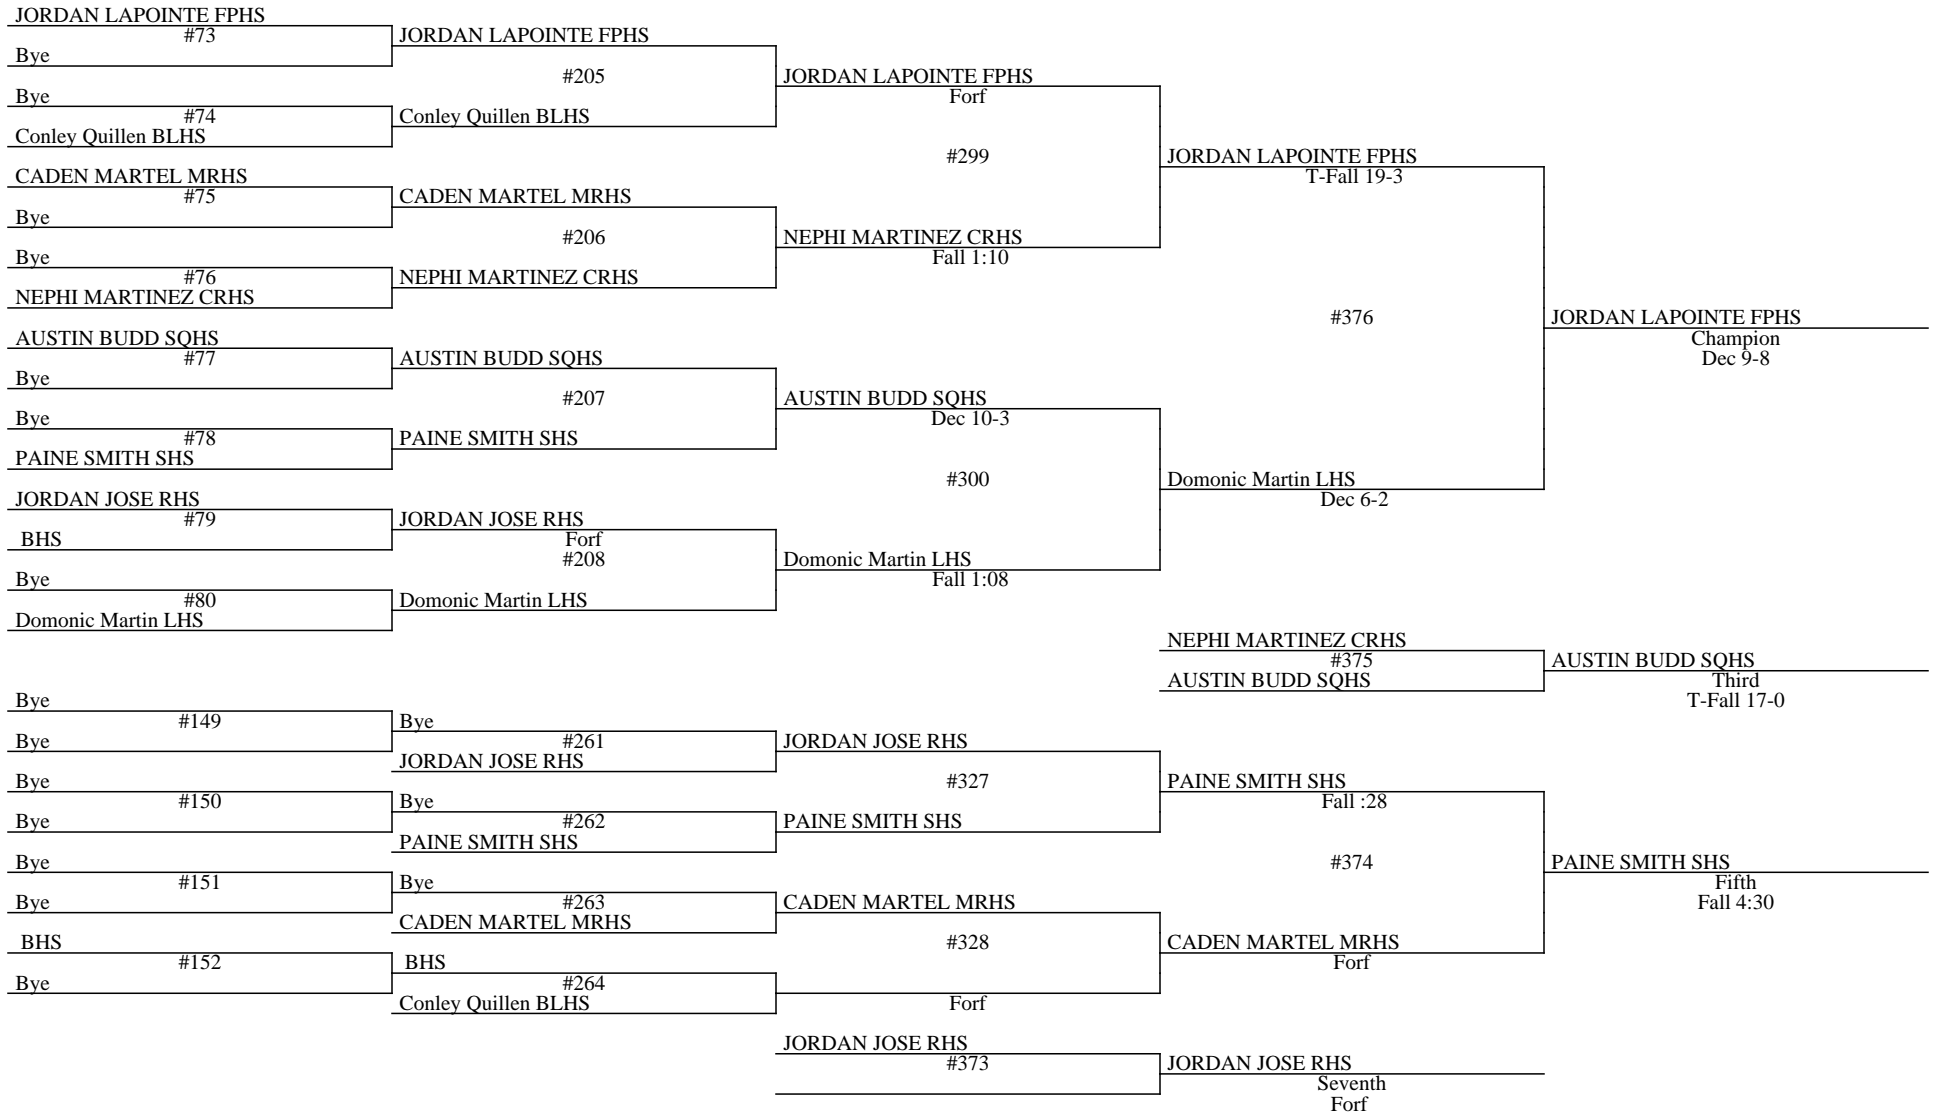 JORDAN LAPOINTE FPHS
#73
Bye
Bye
#74
Conley Quillen BLHS
CADEN MARTEL MRHS
#75
Bye
Bye
#76
NEPHI MARTINEZ CRHS
AUSTIN BUDD SQHS
#77
Bye
Bye
#78
PAINE SMITH SHS
JORDAN JOSE RHS
#79
BHS
Bye
#80
Domonic Martin LHS
JORDAN LAPOINTE FPHS
#205
Conley Quillen BLHS
CADEN MARTEL MRHS
#206
NEPHI MARTINEZ CRHS
AUSTIN BUDD SQHS
#207
PAINE SMITH SHS
JORDAN JOSE RHS
Forf
#208
Domonic Martin LHS
JORDAN LAPOINTE FPHS
Forf
#299
NEPHI MARTINEZ CRHS
Fall 1:10
AUSTIN BUDD SQHS
Dec 10-3
#300
Domonic Martin LHS
Fall 1:08
JORDAN LAPOINTE FPHS
T-Fall 19-3
#376
Domonic Martin LHS
Dec 6-2
JORDAN LAPOINTE FPHS
Champion
Dec 9-8
NEPHI MARTINEZ CRHS
#375
AUSTIN BUDD SQHS
AUSTIN BUDD SQHS
Third
T-Fall 17-0
Bye
#149
Bye
Bye
#150
Bye
Bye
#151
Bye
BHS
#152
Bye
Bye
#261
JORDAN JOSE RHS
Bye
#262
PAINE SMITH SHS
Bye
#263
CADEN MARTEL MRHS
BHS
#264
Conley Quillen BLHS
JORDAN JOSE RHS
#327
PAINE SMITH SHS
CADEN MARTEL MRHS
#328
Forf
PAINE SMITH SHS
Fall :28
#374
CADEN MARTEL MRHS
Forf
PAINE SMITH SHS
Fifth
Fall 4:30
JORDAN JOSE RHS
#373
JORDAN JOSE RHS
Seventh
Forf